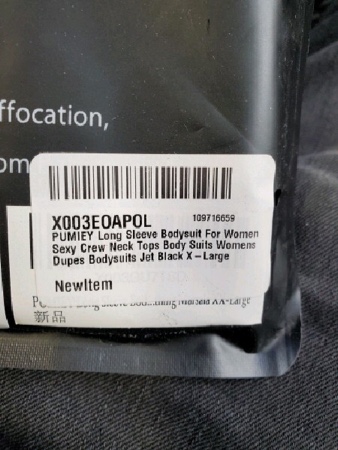 ffocation,
om
X003EOAPOL 109716659
PUMIEY Long Sleeve Bodysuit For Women
Sexy Crew Neck Tops Body Suits Womens
Dupes Bodysuits Jet Black X-Large
NewItem
新品